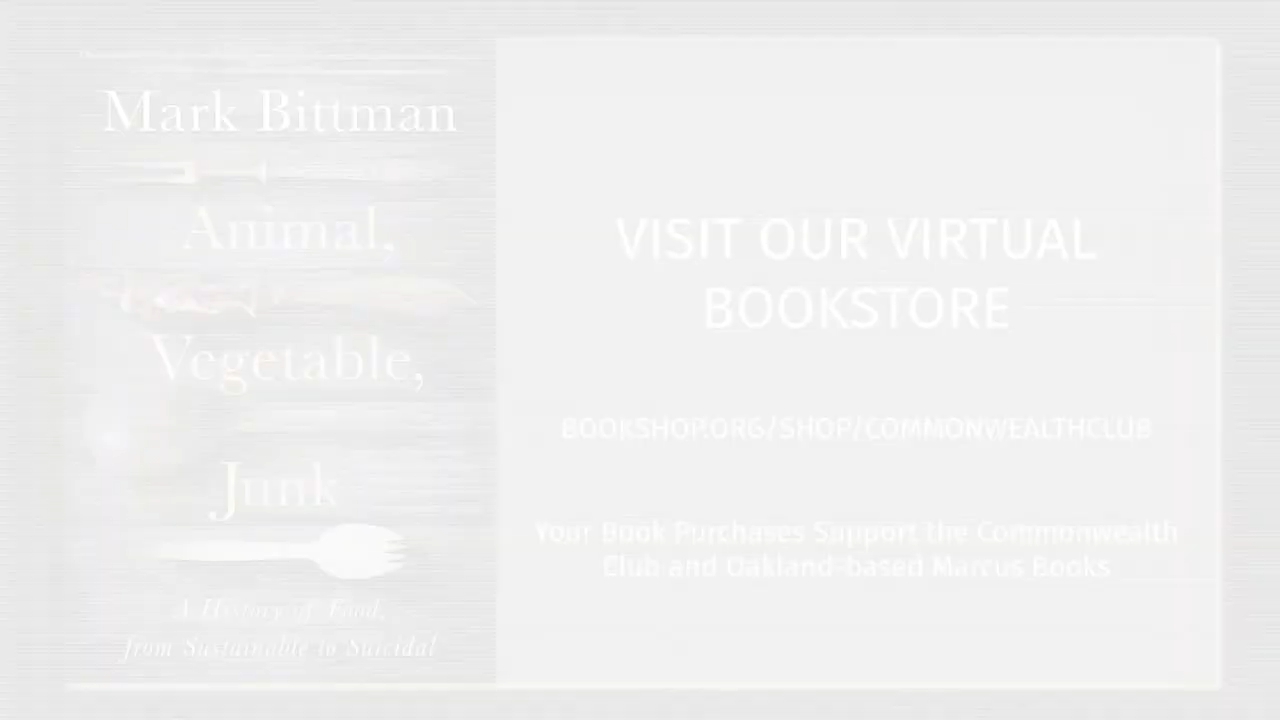 Mark Bittman
Animal,
Vegetable,
Junk
A History of Food,
from Sustainable to Suicidal
VISIT OUR VIRTUAL
BOOKSTORE
BOOKSHOP.ORG/SHOP/COMMONWEALTHCLUB
Your Book Purchases Support the Commonwealth
Club and Oakland-based Marcus Books